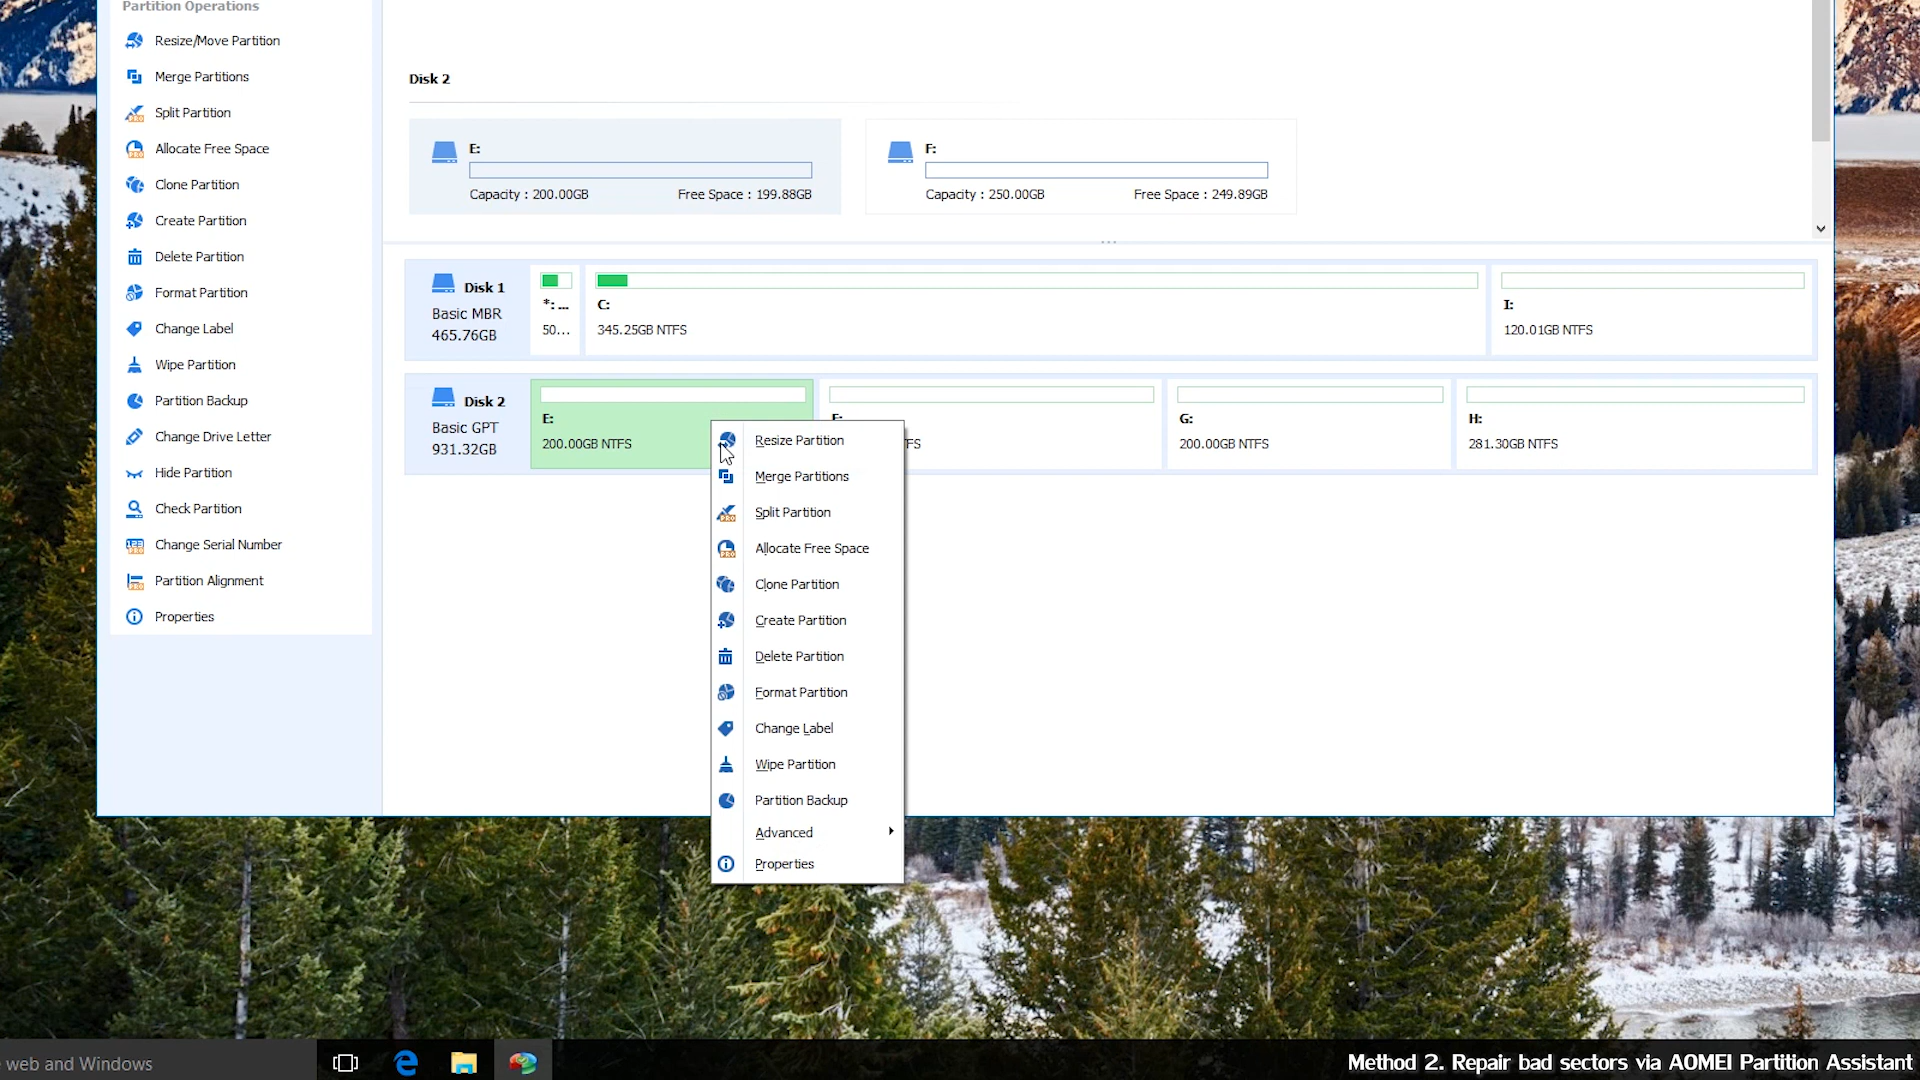 Partition Operations
Resize/Move Partition
Merge Partitions
Split Partition
Allocate Free Space
Clone Partition
Create Partition
Delete Partition
Format Partition
Change Label
Wipe Partition
Partition Backup
Change Drive Letter
Hide Partition
Check Partition
Change Serial Number
Partition Alignment
Properties
Disk 2
E:
Capacity : 200.00GB Free Space : 199.88GB
F:
Capacity : 250.00GB Free Space : 249.89GB
Disk 1
Basic MBR
465.76GB
*: ...
50...
C:
345.25GB NTFS
I:
120.01GB NTFS
Disk 2
Basic GPT
931.32GB
E:
200.00GB NTFS
G:
200.00GB NTFS
H:
281.30GB NTFS
Resize Partition
Merge Partitions
Split Partition
Allocate Free Space
Clone Partition
Create Partition
Delete Partition
Format Partition
Change Label
Wipe Partition
Partition Backup
Advanced
Properties
web and Windows
Method 2. Repair bad sectors via AOMEI Partition Assistant